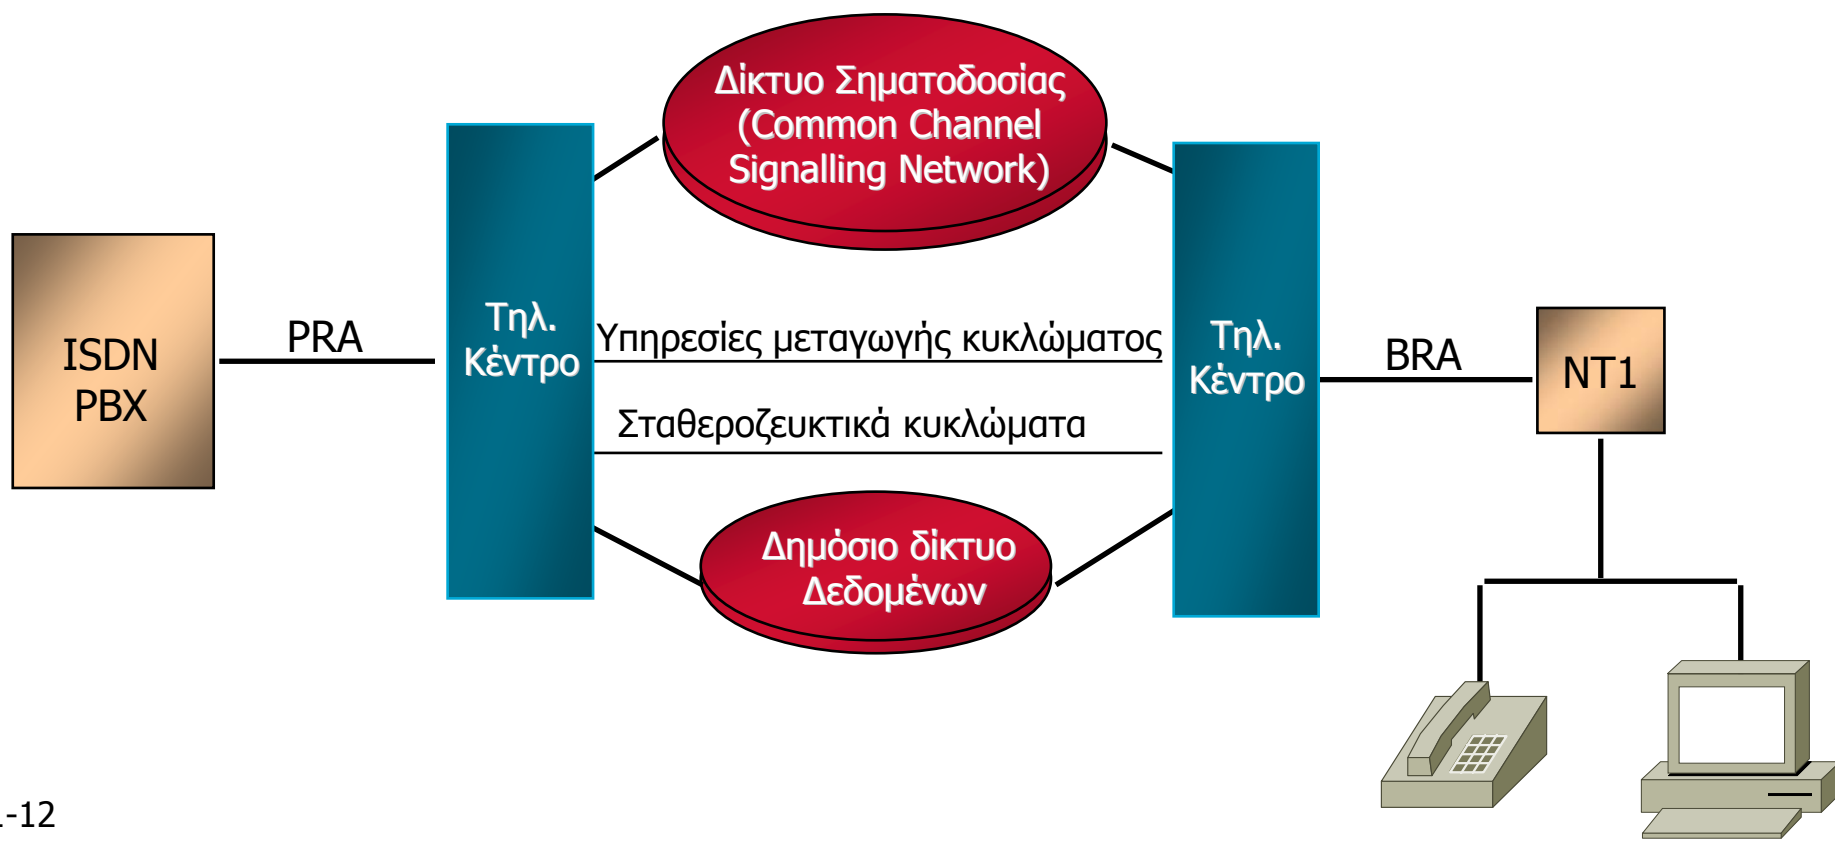 Δίκτυο Σηματοδοσίας
(Common Channel
Signalling Network)
ISDN
PBX
PRA
Τηλ.
Κέντρο
Υπηρεσίες μεταγωγής κυκλώματος
Σταθεροζευκτικά κυκλώματα
Τηλ.
Κέντρο
BRA
NT1
Δημόσιο δίκτυο
Δεδομένων
-12